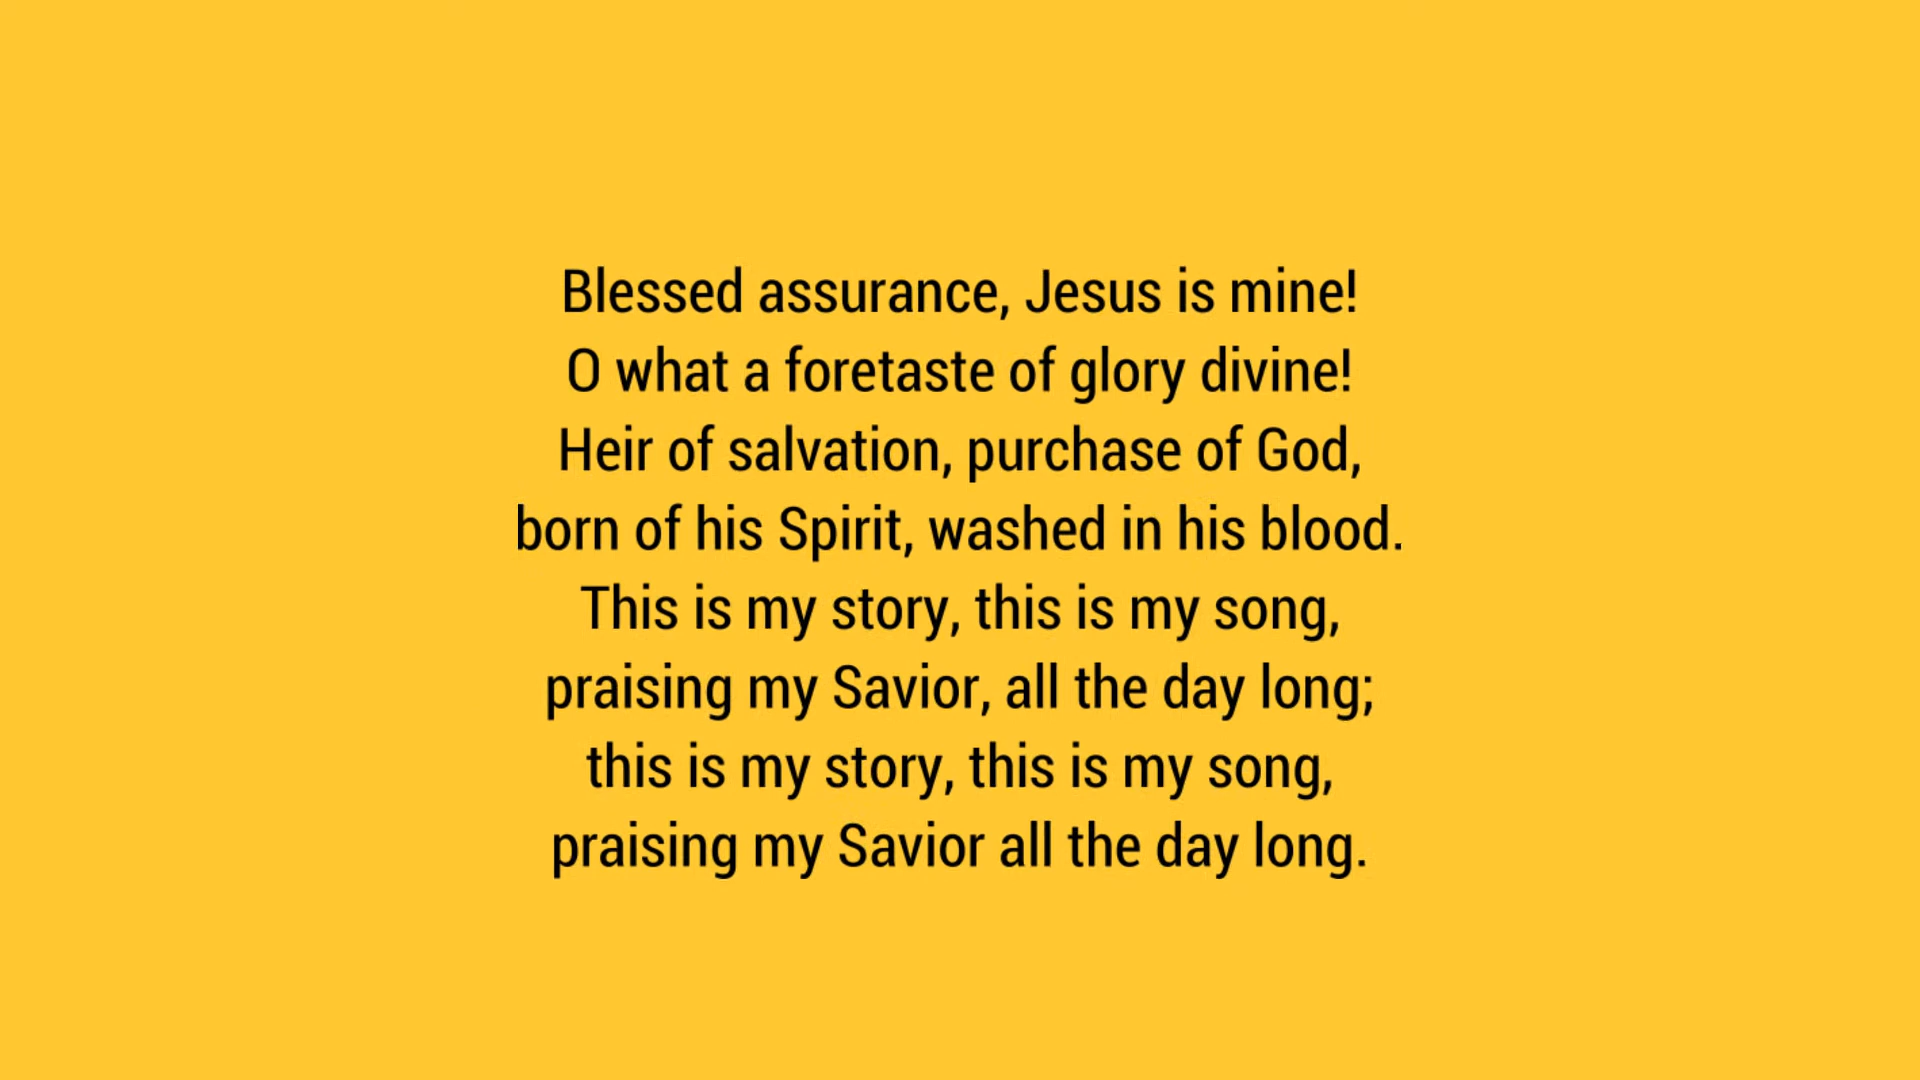 Blessed assurance, Jesus is mine!
O what a foretaste of glory divine!
Heir of salvation, purchase of God,
born of his Spirit, washed in his blood.
This is my story, this is my song,
praising my Savior, all the day long;
this is my story, this is my song,
praising my Savior all the day long.